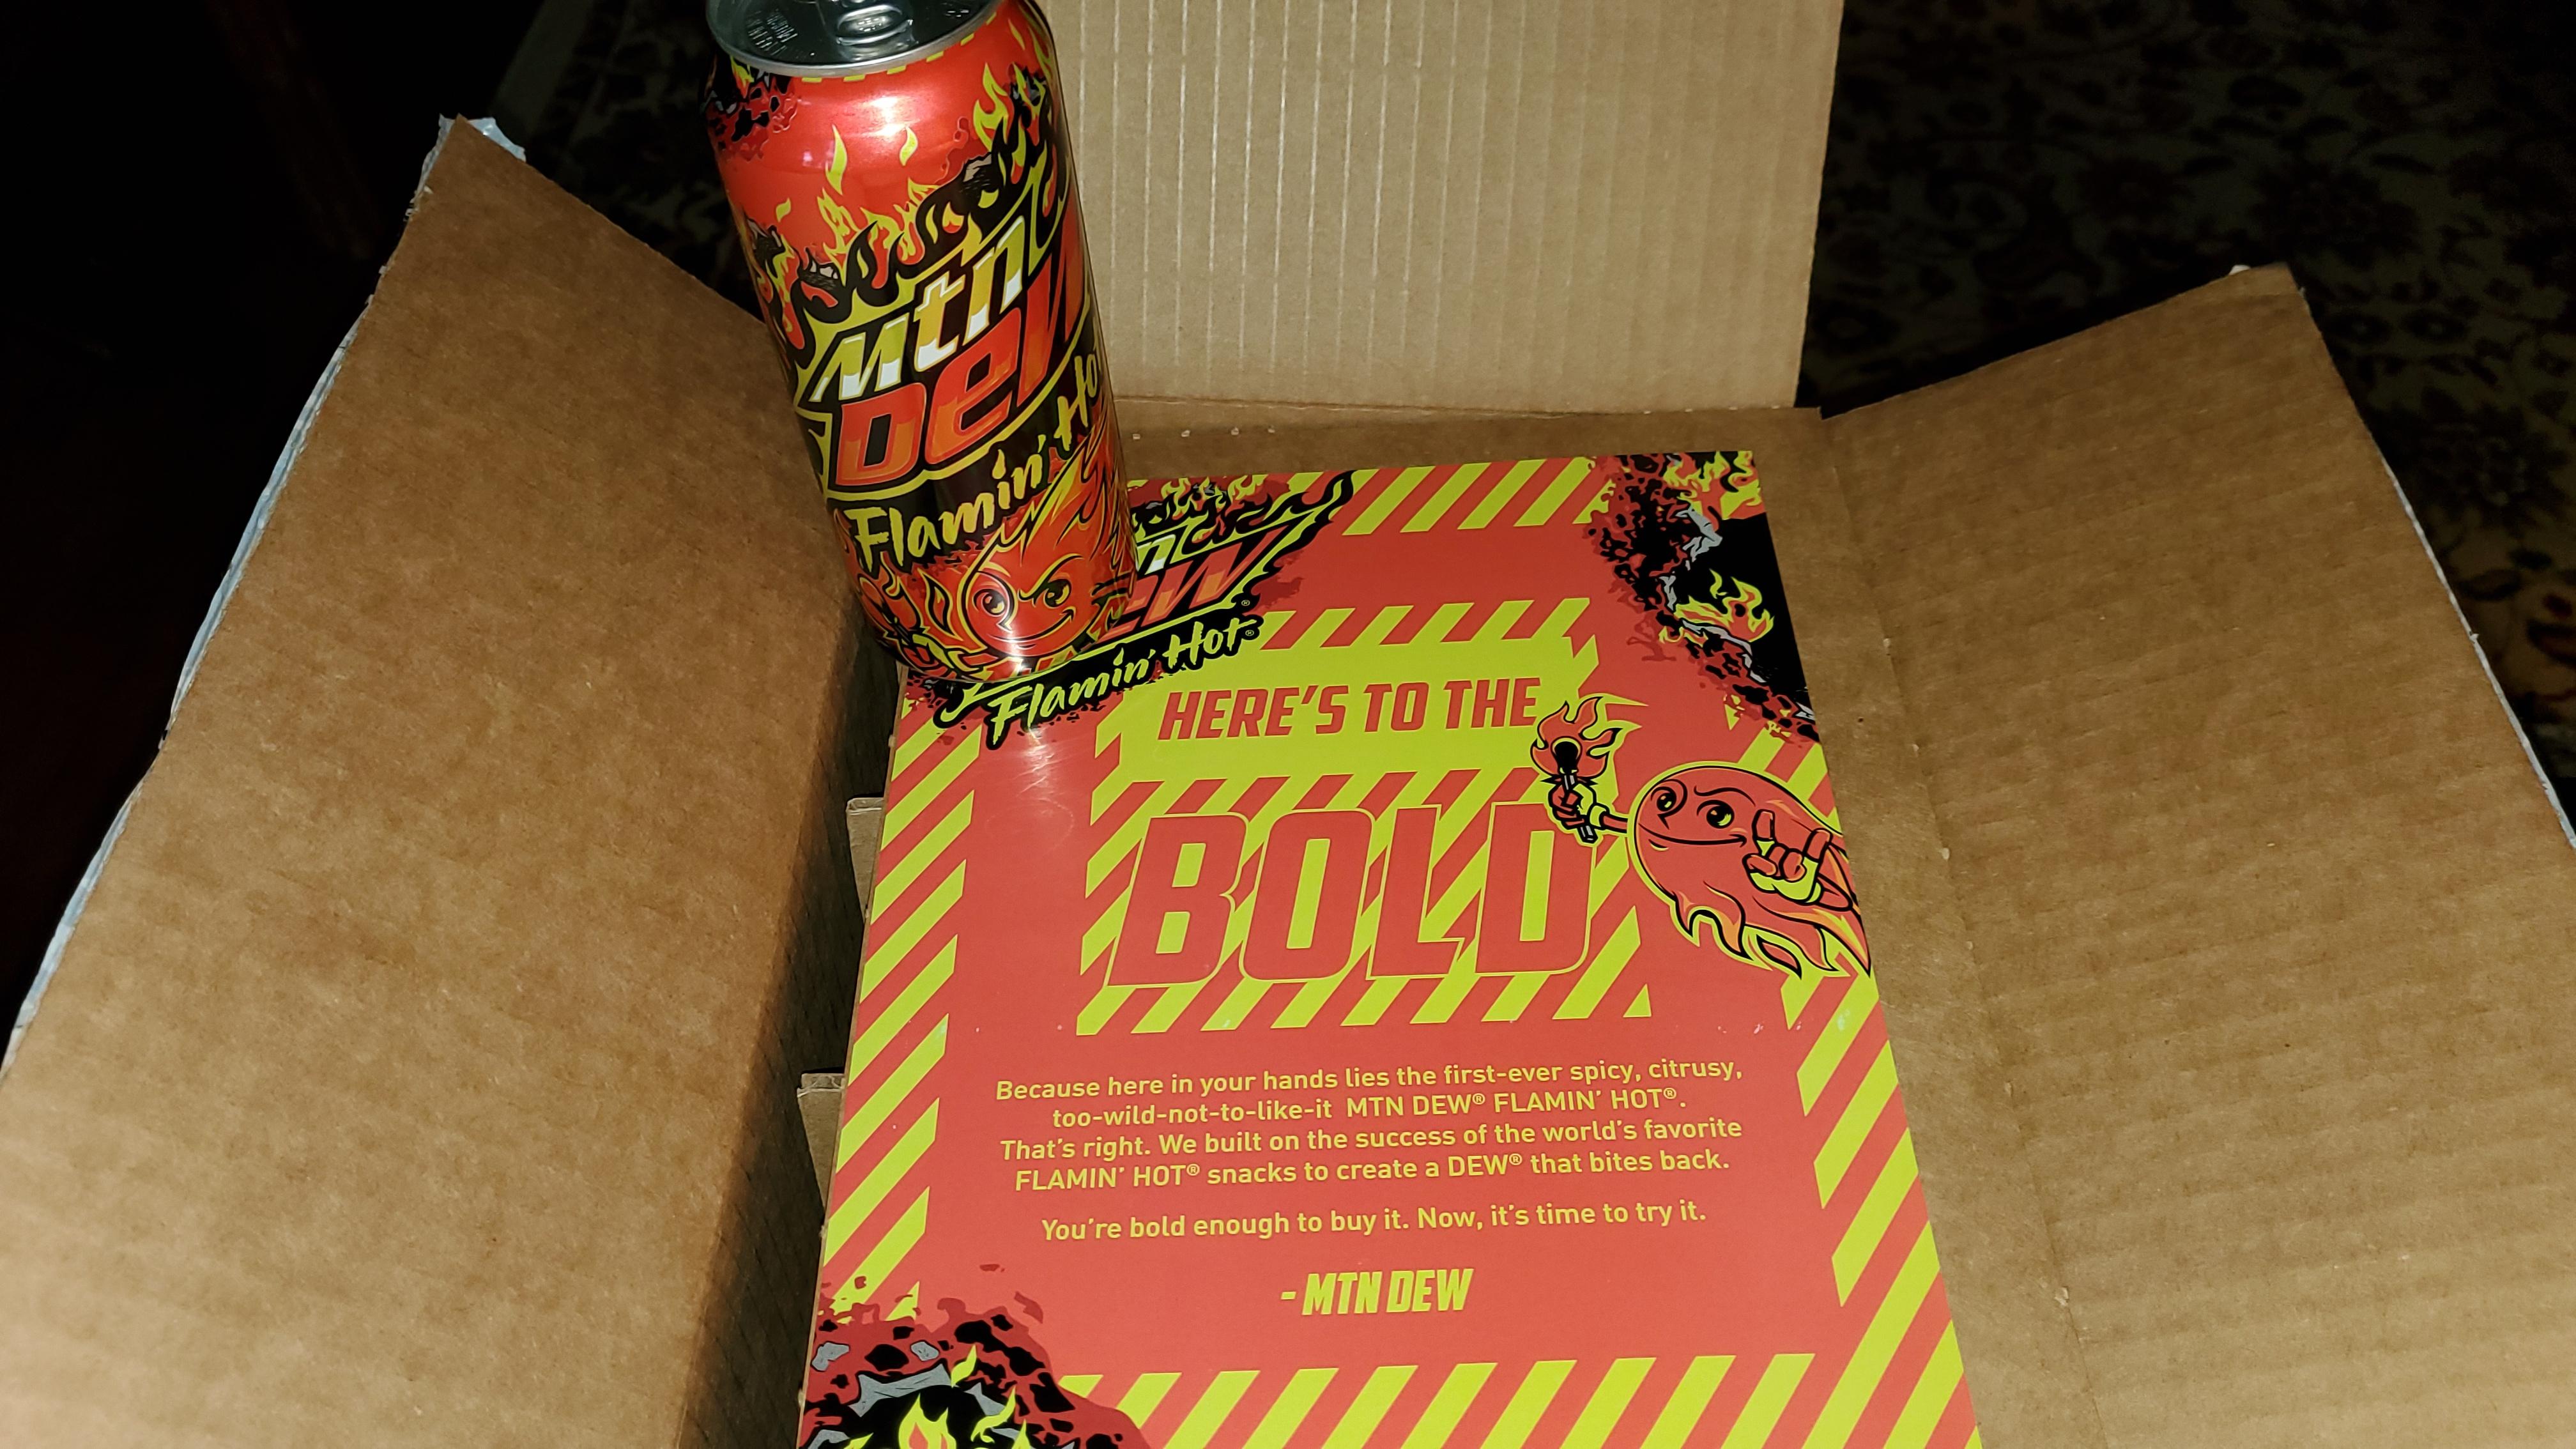 Mtn
Dew
Flamin' Hot
Flamin' Hot®
HERE'S TO THE
BOLD
Because here in your hands lies the first-ever spicy, citrusy,
too-wild-not-to-like-it MTN DEW® FLAMIN' HOT®.
That's right. We built on the success of the world's favorite
FLAMIN' HOT® snacks to create a DEW® that bites back.
You're bold enough to buy it. Now, it's time to try it.
- MTN DEW